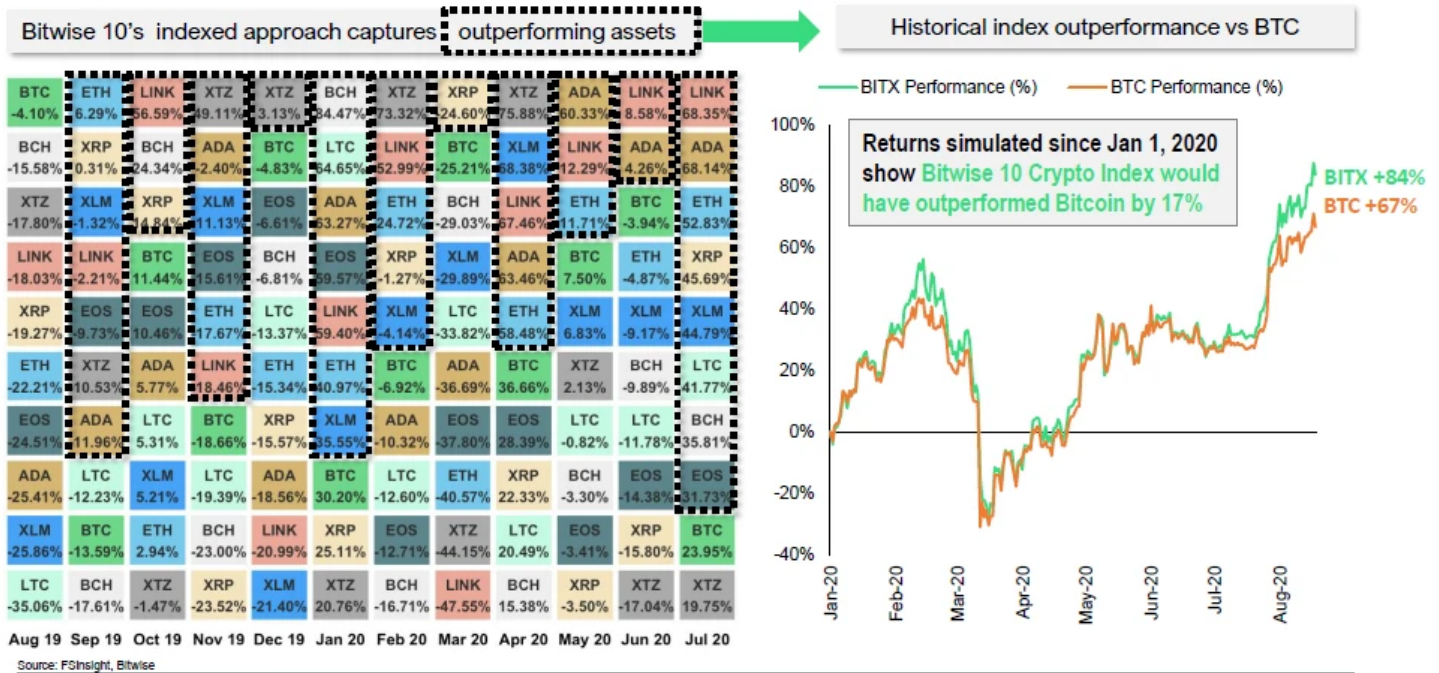 Bitwise 10's indexed approach captures outperforming assets
Historical index outperformance vs BTC
BTC ETH LINK XTZ XTZ BCH XTZ XRP XTZ ADA LINK LINK
-4.10% 6.29% 56.59% 49.11% 3.13% 84.47% 73.32% -24.60% 75.88% 60.33% 8.58% 68.35%
BCH XRP BCH ADA BTC LTC LINK BTC XLM LINK ADA ADA
-15.58% 0.31% 24.34% -2.40% -4.83% 64.65% 52.99% -25.21% 68.38% 12.29% 4.26% 68.14%
XTZ XLM XRP XLM EOS ADA ETH BCH LINK ETH BTC ETH
-17.80% -1.32% 14.84% 11.13% -6.61% 63.27% 24.72% -29.03% 67.46% 11.71% -3.94% 52.83%
LINK LINK BTC EOS BCH EOS XRP XLM ADA BTC ETH XRP
-18.03% -2.21% 11.44% 15.61% -6.81% 59.57% -1.27% -29.89% 63.46% 7.50% -4.87% 45.69%
XRP EOS EOS ETH LTC LINK XLM LTC ETH XLM XLM XLM
-19.27% -9.73% 10.46% -17.67% -13.37% 59.40% -4.14% -33.82% 58.48% 6.83% -9.17% 44.79%
ETH XTZ ADA LINK ETH ETH BTC ADA BTC XTZ BCH LTC
-22.21% 10.53% 5.77% 18.46% -15.34% 40.97% -6.92% -36.69% 36.66% 2.13% -9.89% 41.77%
EOS ADA LTC BTC XRP XLM ADA EOS EOS LTC LTC BCH
-24.51% 11.96% 5.31% -18.66% -15.57% 35.55% -10.32% -37.80% 28.39% -0.82% -11.78% 35.81%
ADA LTC XLM LTC ADA BTC LTC ETH XRP BCH EOS EOS
-25.41% -12.23% 5.21% -19.39% -18.56% 30.20% -12.60% -40.57% 22.33% -3.30% -14.38% 31.73%
XLM BTC ETH BCH LINK XRP EOS XTZ LTC EOS XRP BTC
-25.86% -13.59% 2.94% -23.00% -20.99% 25.11% -12.71% -44.15% 20.49% -3.41% -15.80% 23.95%
LTC BCH XTZ XRP XLM XTZ BCH LINK BCH XRP XTZ XTZ
-35.06% -17.61% -1.47% -23.52% -21.40% 20.76% -16.71% -47.55% 15.38% -3.50% -17.04% 19.75%
Aug 19 Sep 19 Oct 19 Nov 19 Dec 19 Jan 20 Feb 20 Mar 20 Apr 20 May 20 Jun 20 Jul 20
Source: FSInsight, Bitwise
BITX Performance (%) BTC Performance (%)
Returns simulated since Jan 1, 2020
show Bitwise 10 Crypto Index would
have outperformed Bitcoin by 17%
BITX +84%
BTC +67%
100%
80%
60%
40%
20%
0%
-20%
-40%
Jan-20
Feb-20
Mar-20
Apr-20
May-20
Jun-20
Jul-20
Aug-20